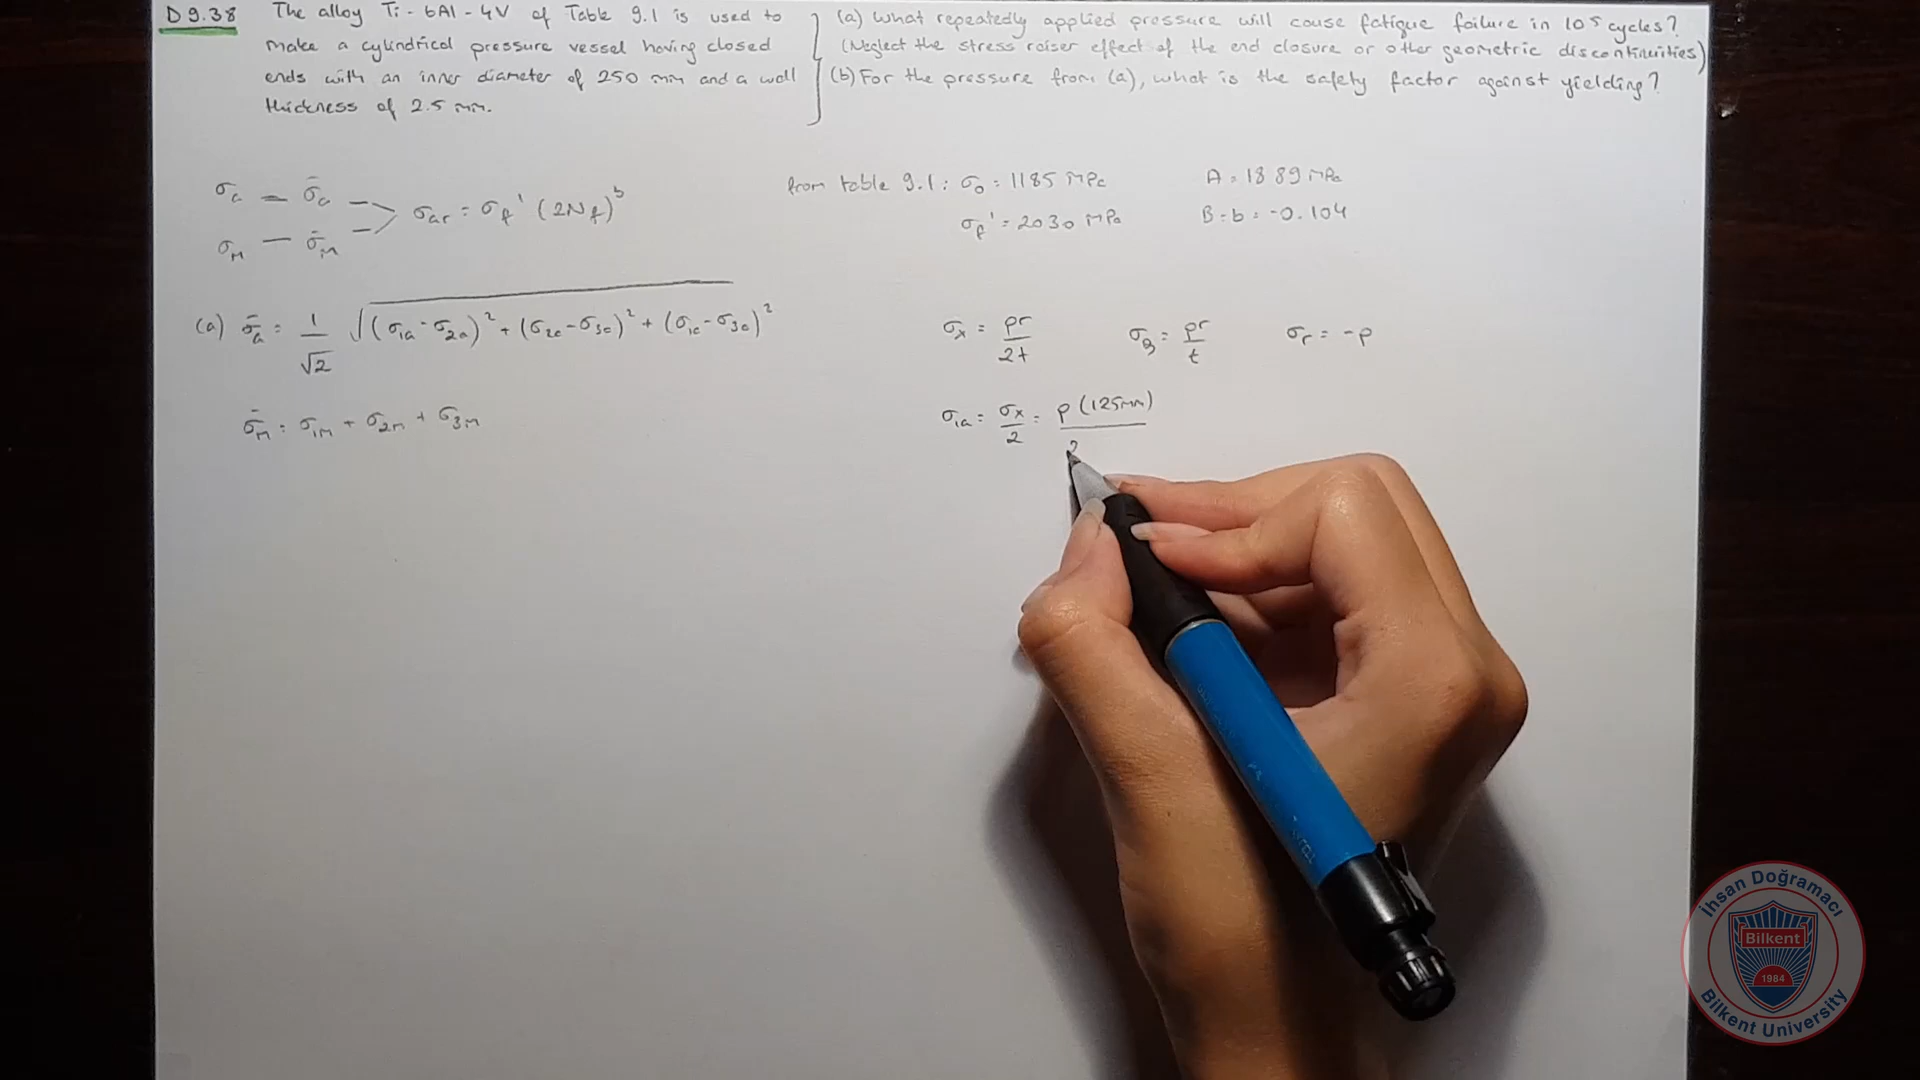 D 9.38 The alloy Ti-6Al-4V of Table 9.1 is used to
make a cylindrical pressure vessel having closed
ends with an inner diameter of 250 mm and a wall
thickness of 2.5 mm.
(a) What repeatedly applied pressure will cause fatigue failure in 10^5 cycles?
(Neglect the stress raiser effect of the end closure or other geometric discontinuities)
(b) For the pressure from (a), what is the safety factor against yielding?
σa — σ̄a
σm — σ̄m
σar = σf' (2Nf)^b
from table 9.1: σo = 1185 MPa A = 1889 MPa
σf' = 2030 MPa B = b = -0.104
(a) σ̄a = 1/√2 √((σ1a - σ2a)^2 + (σ2a - σ3a)^2 + (σ1a - σ3a)^2)
σ̄m = σ1m + σ2m + σ3m
σx = pr/2t σθ = pr/t σr = -p
σ1a = σx/2 = p(125mm)/2
İhsan Doğramacı
Bilkent
1984
Bilkent University